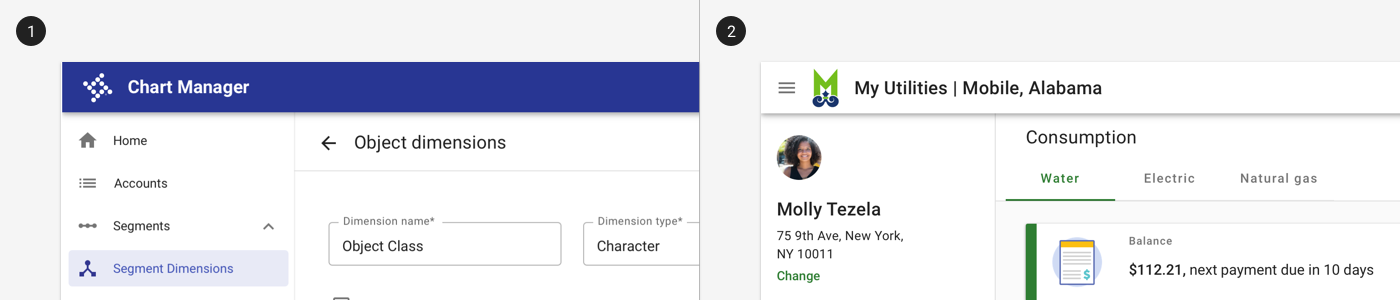 1
Chart Manager
Home
Accounts
Segments
Segment Dimensions
Object dimensions
Dimension name*
Object Class
Dimension type*
Character
2
My Utilities | Mobile, Alabama
Molly Tezela
75 9th Ave, New York,
NY 10011
Change
Consumption
Water Electric Natural gas
Balance
$112.21, next payment due in 10 days